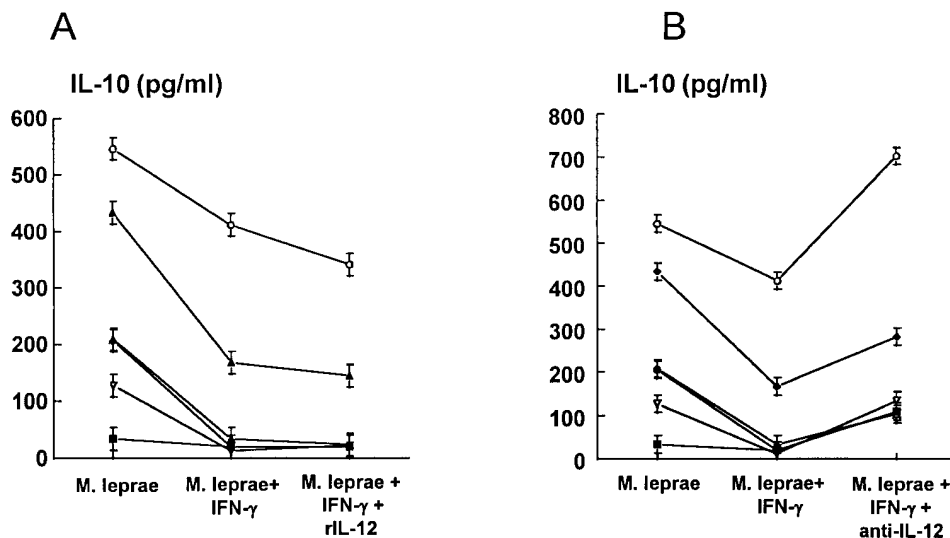 A
IL-10 (pg/ml)
600
500
400
300
200
100
0
M. leprae
M. leprae+
IFN-γ
M. leprae +
IFN-γ +
rIL-12
B
IL-10 (pg/ml)
800
700
600
500
400
300
200
100
0
M. leprae
M. leprae+
IFN-γ
M. leprae +
IFN-γ +
anti-IL-12